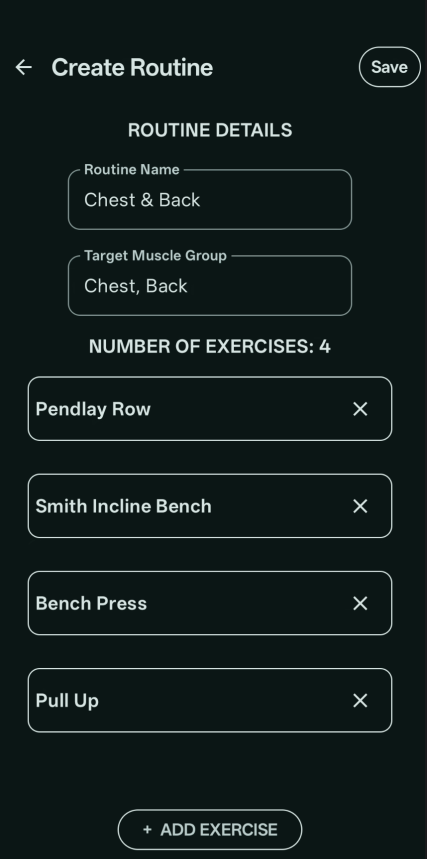 Create Routine
Save
ROUTINE DETAILS
Routine Name
Chest & Back
Target Muscle Group
Chest, Back
NUMBER OF EXERCISES: 4
Pendlay Row
Smith Incline Bench
Bench Press
Pull Up
+ ADD EXERCISE